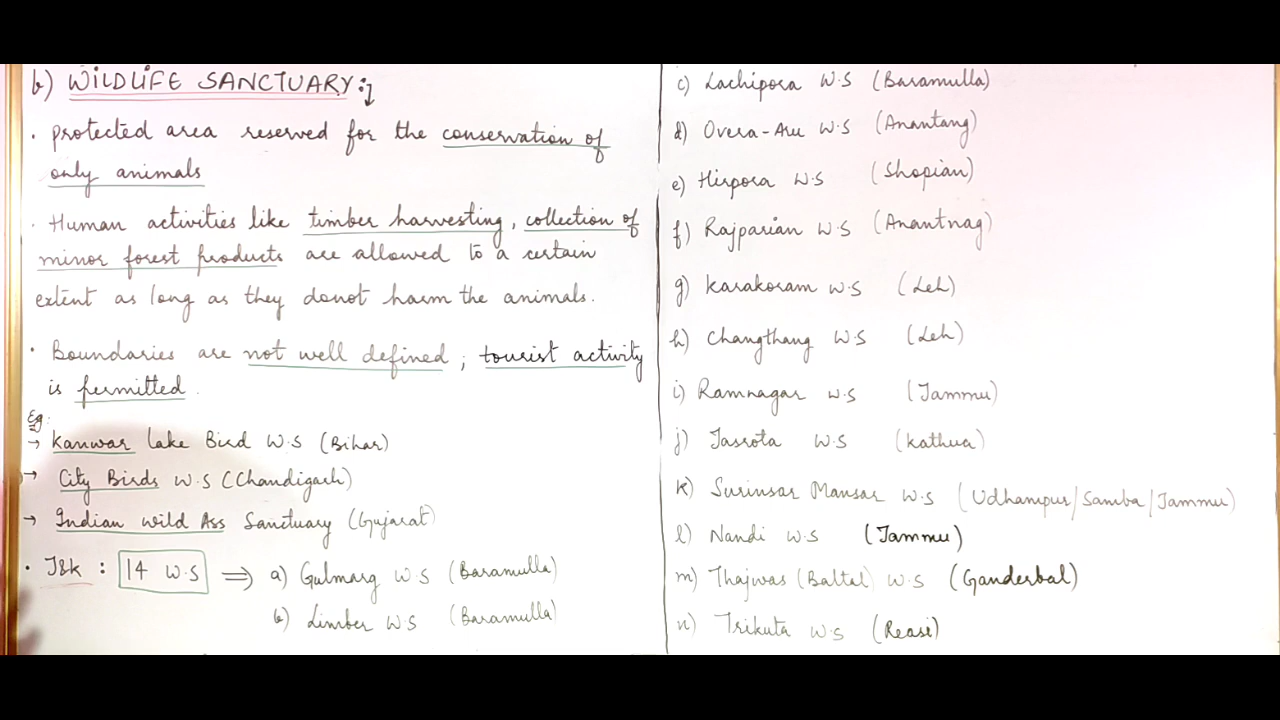 b) WILDLIFE SANCTUARY:
· protected area reserved for the conservation of
only animals
· Human activities like timber harvesting, collection of
minor forest products are allowed to a certain
extent as long as they donot harm the animals.
· Boundaries are not well defined, tourist activity
is permitted.
Eg:
→ Kanwar Lake Bird W.S (Bihar)
→ City Birds W.S (Chandigarh)
→ Indian Wild Ass Sanctuary (Gujarat)
· J&K : 14 W.S ⇒ a) Gulmarg W.S (Baramulla)
b) Limber W.S (Baramulla)
c) Lachipora W.S (Baramulla)
d) Overa-Aru W.S (Anantang)
e) Hirpora W.S (Shopian)
f) Rajparian W.S (Anantnag)
g) Karakoram W.S (Leh)
h) Changthang W.S (Leh)
i) Ramnagar W.S (Jammu)
j) Jasrota W.S (Kathua)
k) Surinsar Mansar W.S (Udhampur/Samba/Jammu)
l) Nandi W.S (Jammu)
m) Thajwas (Baltal) W.S (Ganderbal)
n) Trikuta W.S (Reasi)